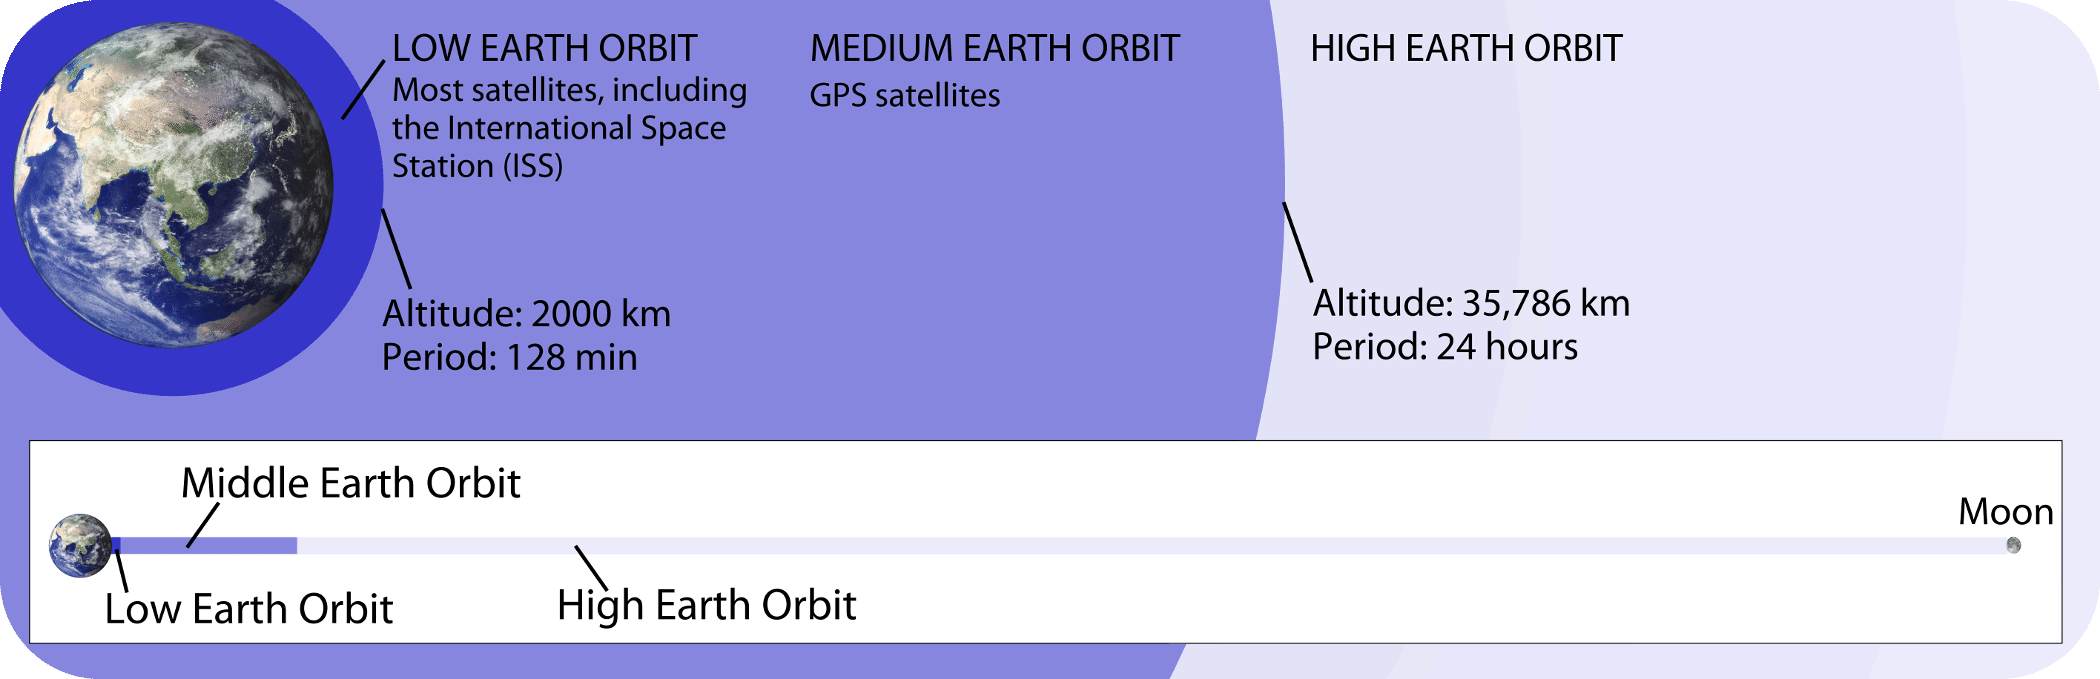 LOW EARTH ORBIT
Most satellites, including
the International Space
Station (ISS)
MEDIUM EARTH ORBIT
GPS satellites
HIGH EARTH ORBIT
Altitude: 2000 km
Period: 128 min
Altitude: 35,786 km
Period: 24 hours
Middle Earth Orbit
Moon
Low Earth Orbit
High Earth Orbit